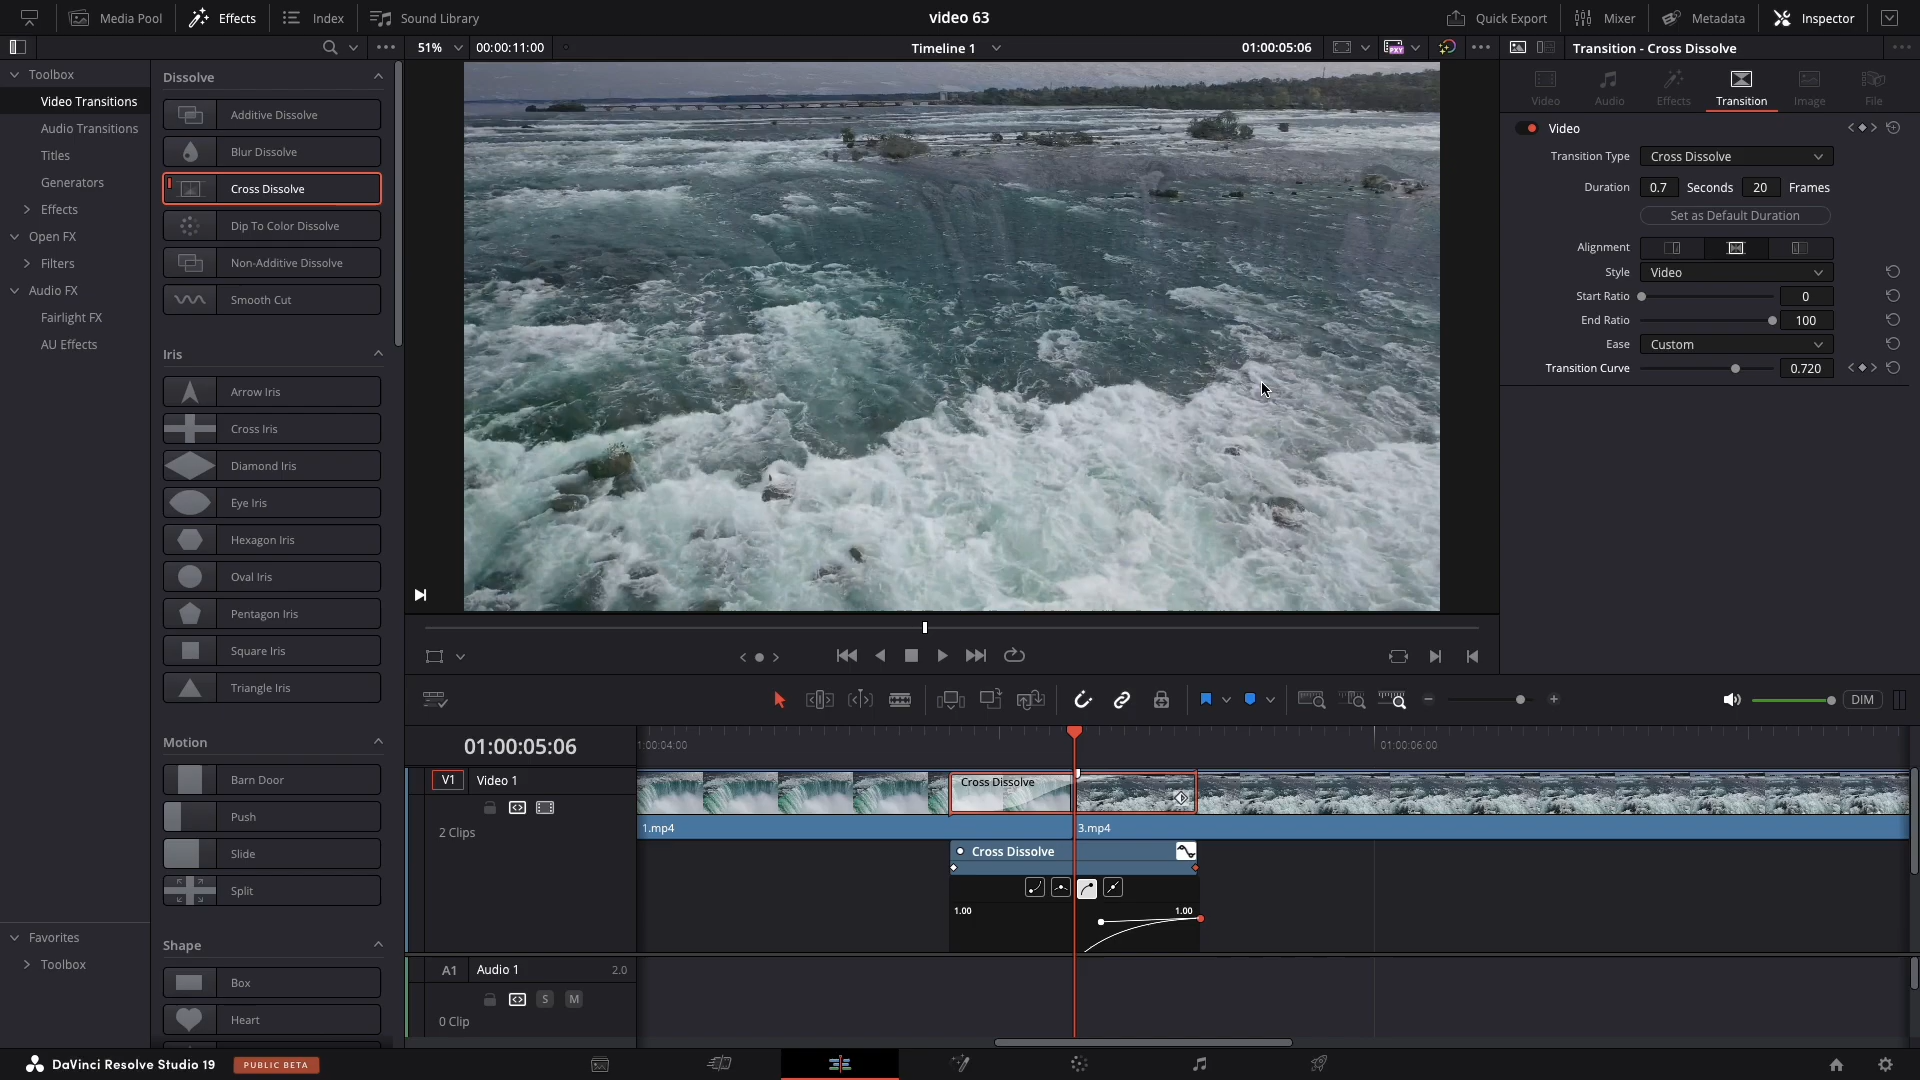 Media Pool
Effects
Index
Sound Library
video 63
Quick Export
Mixer
Metadata
Inspector
51%
00:00:11:00
Timeline 1
01:00:05:06
Transition - Cross Dissolve
Toolbox
Video Transitions
Audio Transitions
Titles
Generators
Effects
Open FX
Filters
Audio FX
Fairlight FX
AU Effects
Favorites
Toolbox
Dissolve
Additive Dissolve
Blur Dissolve
Cross Dissolve
Dip To Color Dissolve
Non-Additive Dissolve
Smooth Cut
Iris
Arrow Iris
Cross Iris
Diamond Iris
Eye Iris
Hexagon Iris
Oval Iris
Pentagon Iris
Square Iris
Triangle Iris
Motion
Barn Door
Push
Slide
Split
Shape
Box
Heart
Video
Audio
Effects
Transition
Image
File
Video
Transition Type Cross Dissolve
Duration 0.7 Seconds 20 Frames
Set as Default Duration
Alignment
Style Video
Start Ratio 0
End Ratio 100
Ease Custom
Transition Curve 0.720
DIM
01:00:05:06
1:00:04:00
01:00:06:00
V1 Video 1
2 Clips
Cross Dissolve
1.mp4
3.mp4
Cross Dissolve
1.00
1.00
A1 Audio 1 2.0
S M
0 Clip
DaVinci Resolve Studio 19
PUBLIC BETA